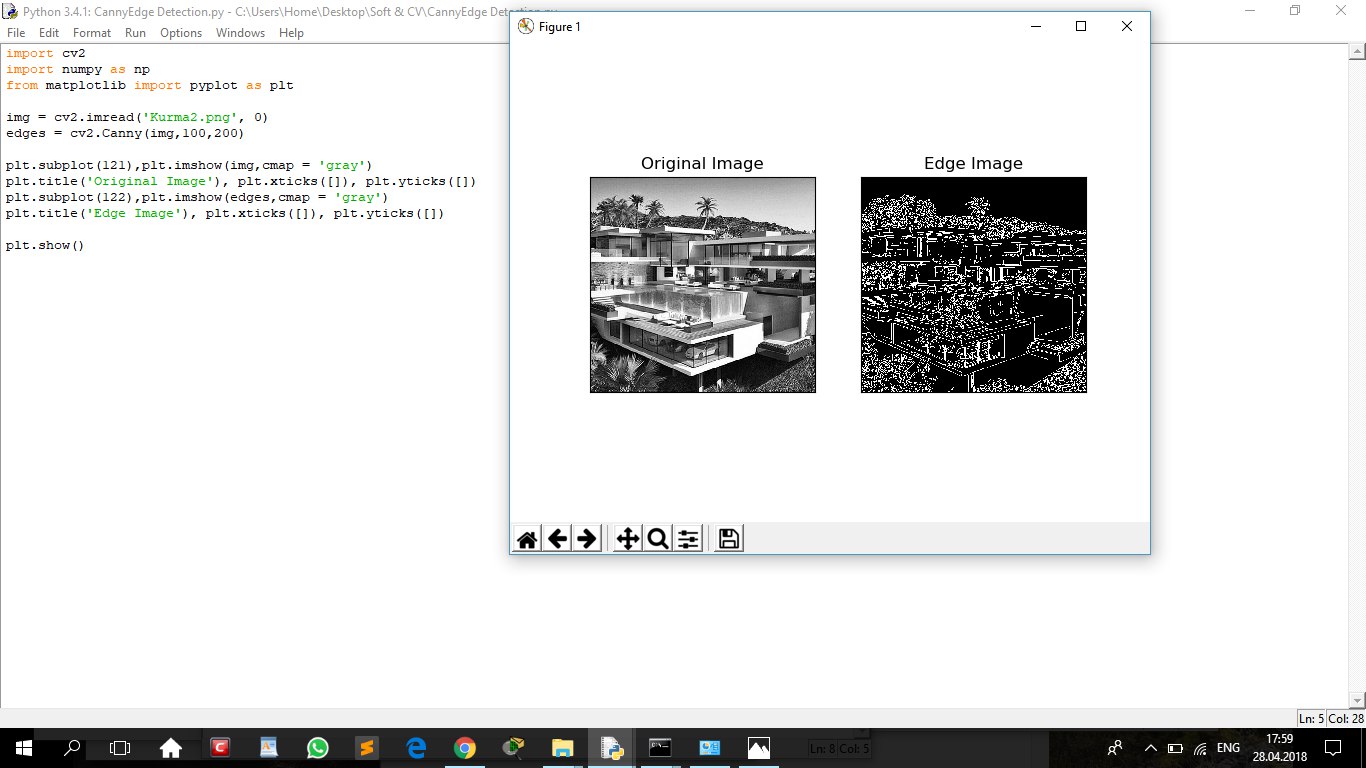 Python 3.4.1: CannyEdge Detection.py - C:\Users\Home\Desktop\Soft & CV\CannyEdge Detection.py
File Edit Format Run Options Windows Help
import cv2
import numpy as np
from matplotlib import pyplot as plt
img = cv2.imread('Kurma2.png', 0)
edges = cv2.Canny(img,100,200)
plt.subplot(121),plt.imshow(img,cmap = 'gray')
plt.title('Original Image'), plt.xticks([]), plt.yticks([])
plt.subplot(122),plt.imshow(edges,cmap = 'gray')
plt.title('Edge Image'), plt.xticks([]), plt.yticks([])
plt.show()
Figure 1
Original Image
Edge Image
Ln: 5 Col: 28
Ln: 8 Col: 5
ENG
17:59
28.04.2018